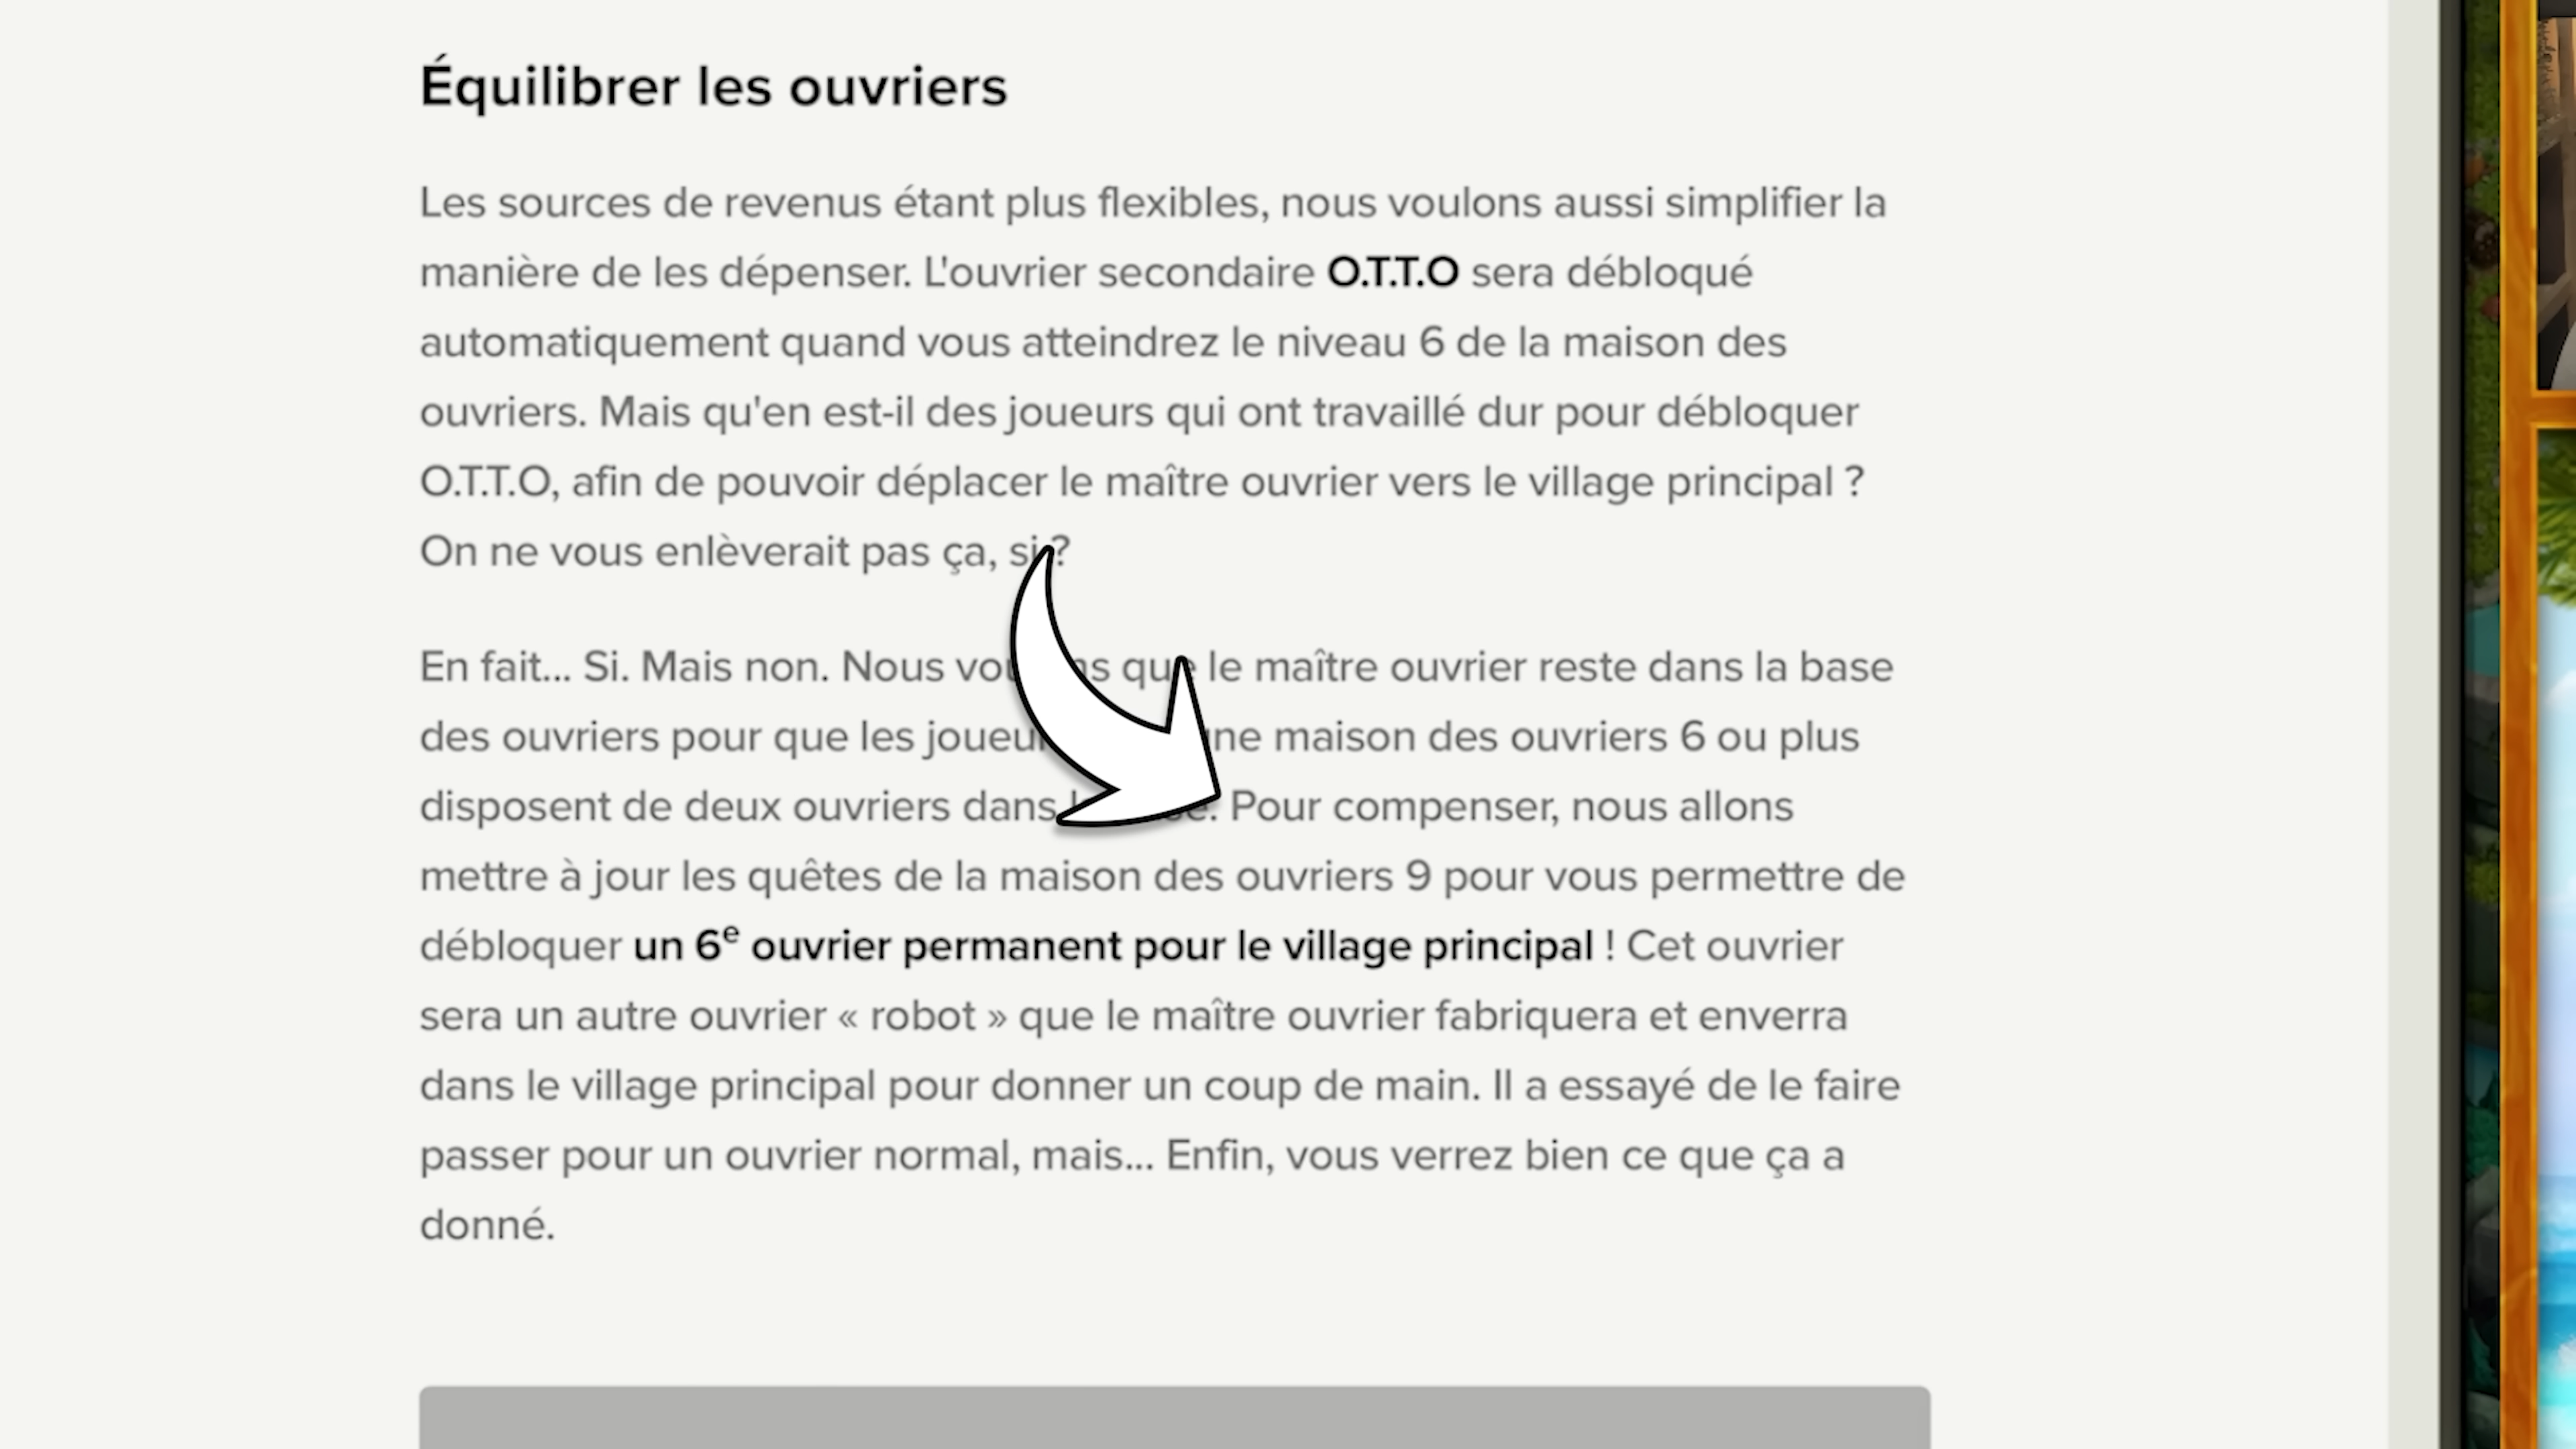 Équilibrer les ouvriers
Les sources de revenus étant plus flexibles, nous voulons aussi simplifier la
manière de les dépenser. L'ouvrier secondaire O.T.T.O sera débloqué
automatiquement quand vous atteindrez le niveau 6 de la maison des
ouvriers. Mais qu'en est-il des joueurs qui ont travaillé dur pour débloquer
O.T.T.O, afin de pouvoir déplacer le maître ouvrier vers le village principal ?
On ne vous enlèverait pas ça, si ?
En fait... Si. Mais non. Nous que le maître ouvrier reste dans la base
des ouvriers pour que les maison des ouvriers 6 ou plus
disposent de deux ouvriers dans Pour compenser, nous allons
mettre à jour les quêtes de la maison des ouvriers 9 pour vous permettre de
débloquer un 6e ouvrier permanent pour le village principal ! Cet ouvrier
sera un autre ouvrier « robot » que le maître ouvrier fabriquera et enverra
dans le village principal pour donner un coup de main. Il a essayé de le faire
passer pour un ouvrier normal, mais... Enfin, vous verrez bien ce que ça a
donné.